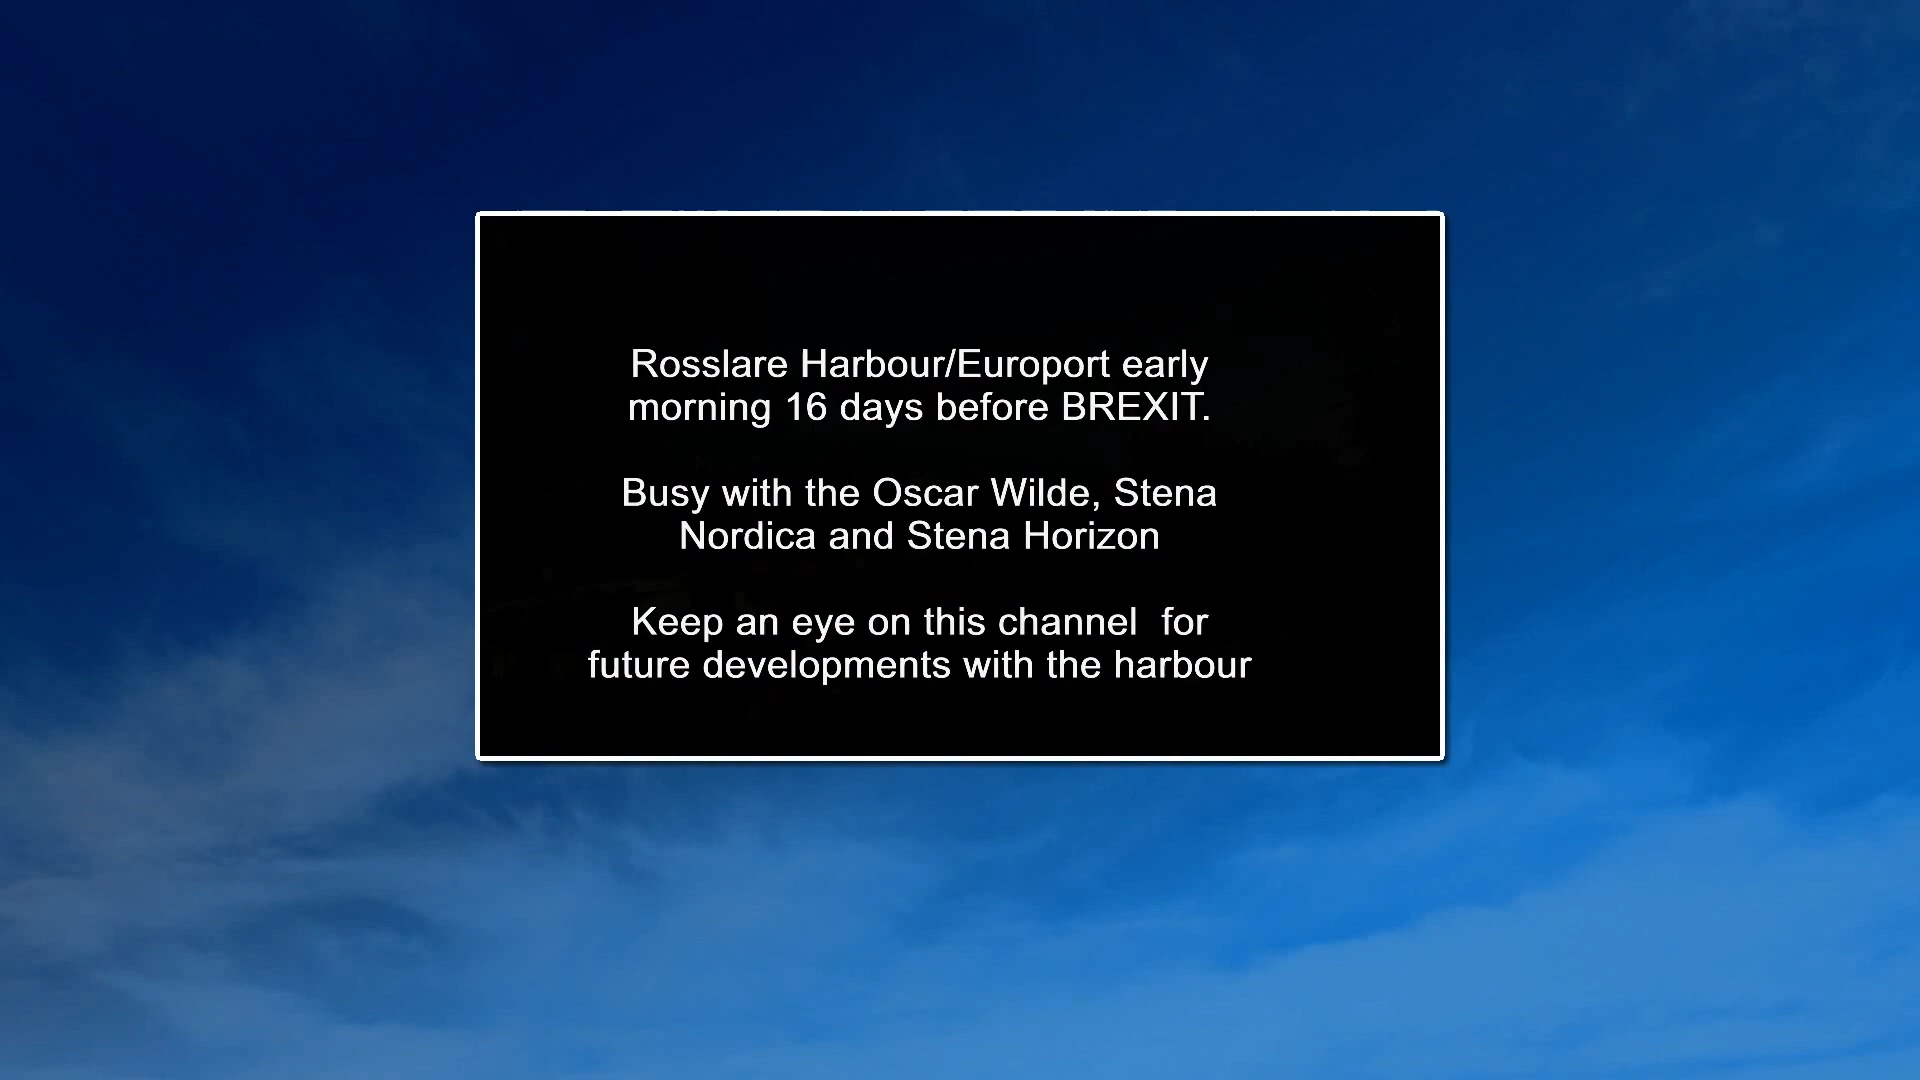 Rosslare Harbour/Europort early
morning 16 days before BREXIT.
Busy with the Oscar Wilde, Stena
Nordica and Stena Horizon
Keep an eye on this channel  for
future developments with the harbour